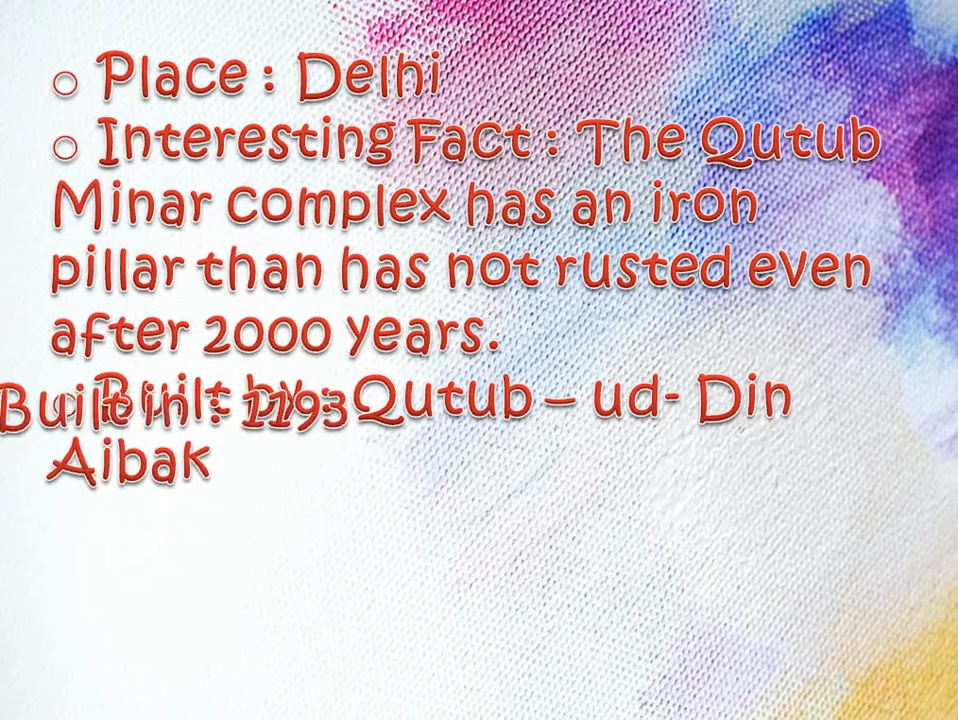 o Place : Delhi
o Interesting Fact : The Qutub
Minar complex has an iron
pillar than has not rusted even
after 2000 years.
Built in : 1193
o Built by : Qutub – ud- Din
Aibak